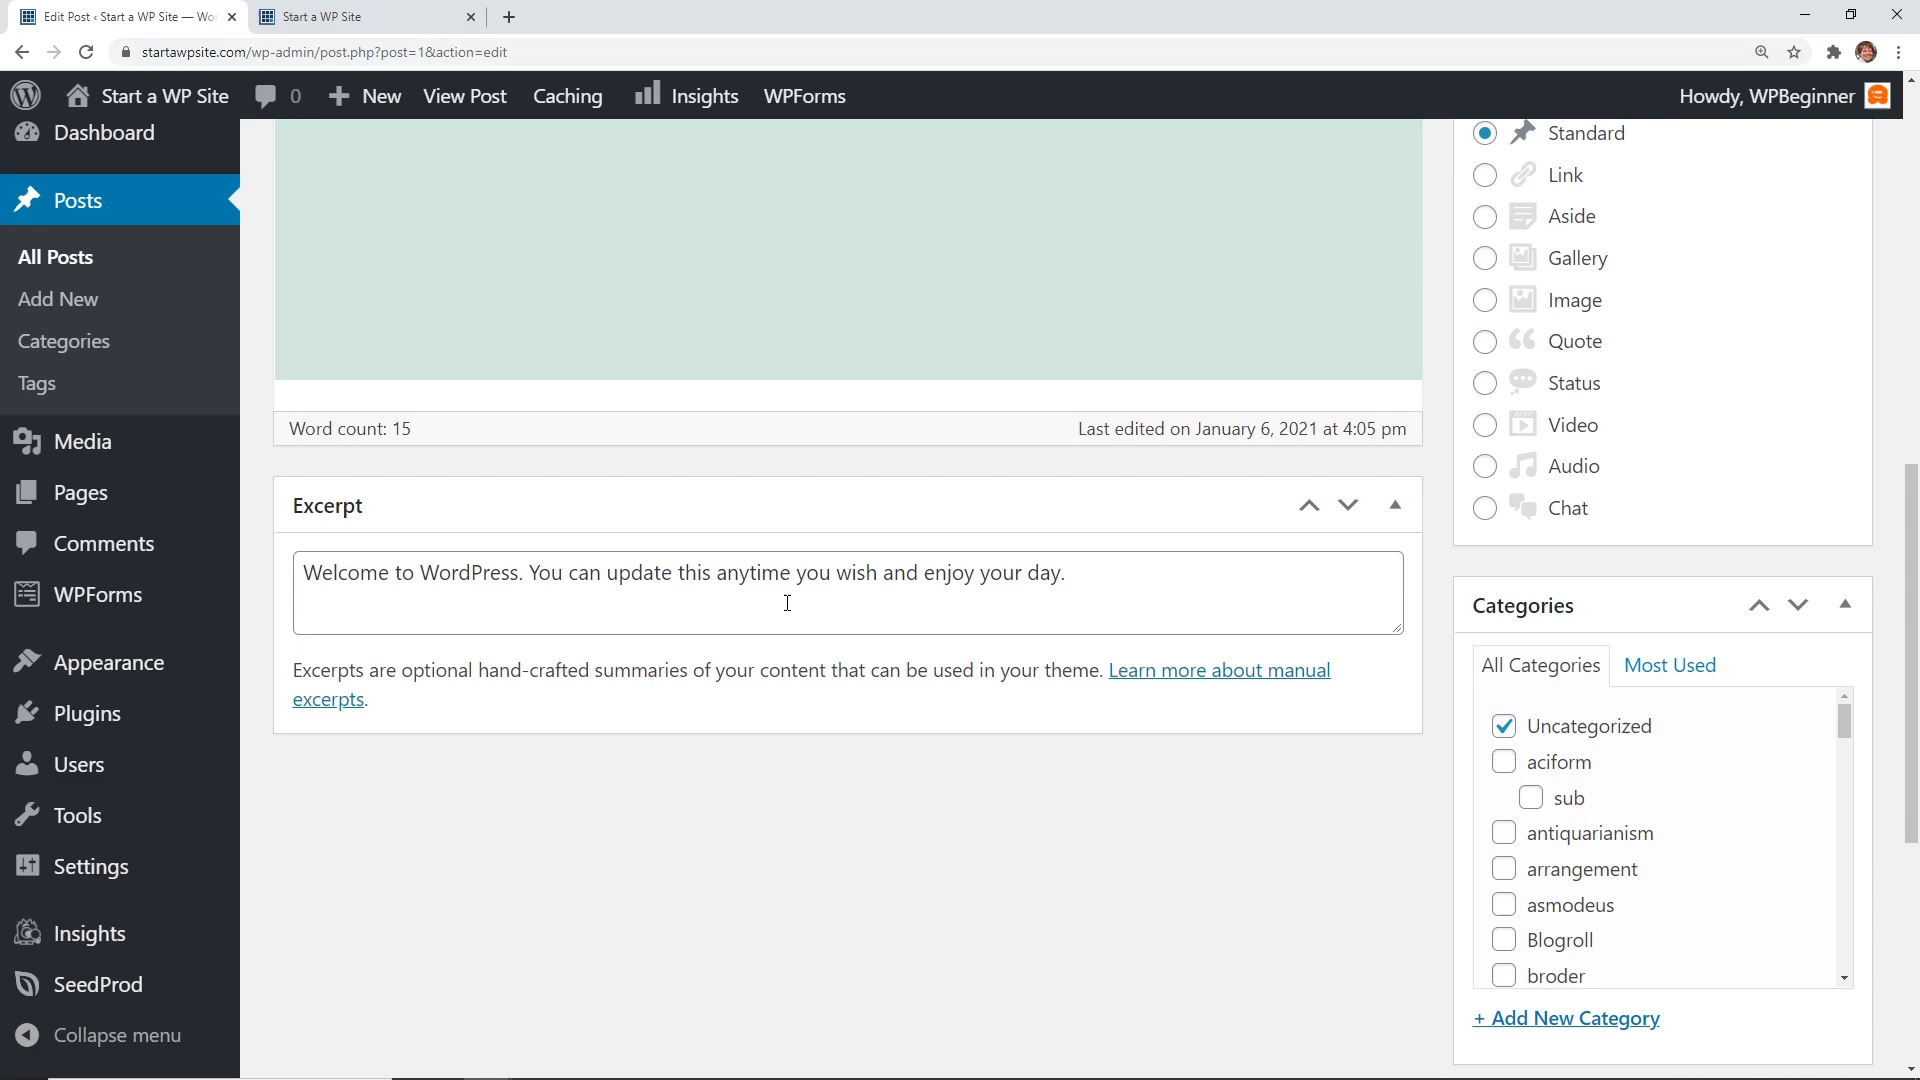 Edit Post ‹ Start a WP Site — Wor
Start a WP Site
startawpsite.com/wp-admin/post.php?post=1&action=edit
Start a WP Site
0
New
View Post
Caching
Insights
WPForms
Howdy, WPBeginner
Dashboard
Posts
All Posts
Add New
Categories
Tags
Media
Pages
Comments
WPForms
Appearance
Plugins
Users
Tools
Settings
Insights
SeedProd
Collapse menu
Word count: 15
Last edited on January 6, 2021 at 4:05 pm
Excerpt
Welcome to WordPress. You can update this anytime you wish and enjoy your day.
Excerpts are optional hand-crafted summaries of your content that can be used in your theme. Learn more about manual
excerpts.
Standard
Link
Aside
Gallery
Image
Quote
Status
Video
Audio
Chat
Categories
All Categories
Most Used
Uncategorized
aciform
sub
antiquarianism
arrangement
asmodeus
Blogroll
broder
+ Add New Category